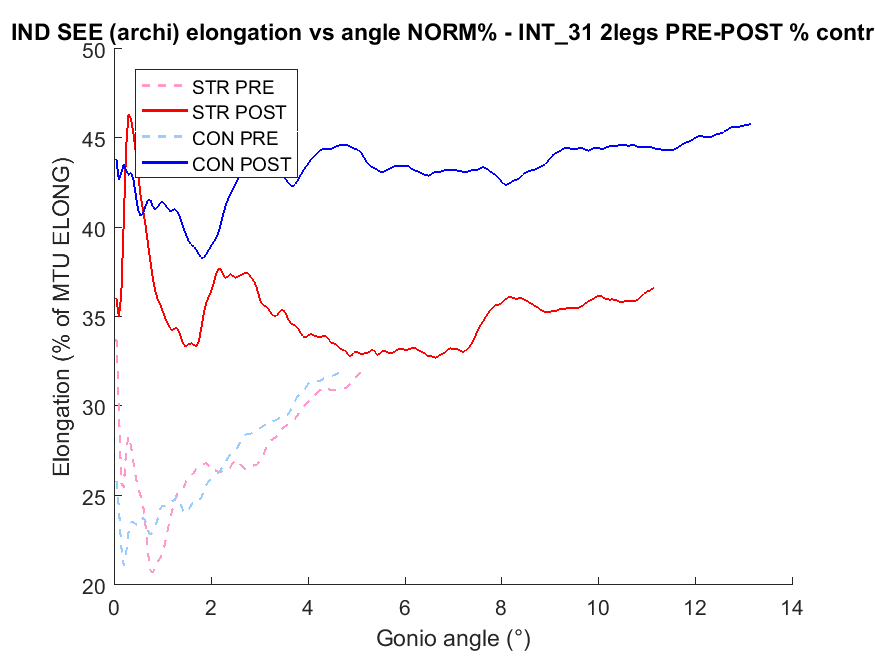 IND SEE (archi) elongation vs angle NORM% - INT_31 2legs PRE-POST % contr
50
45
40
35
30
25
20
Elongation (% of MTU ELONG)
STR PRE
STR POST
CON PRE
CON POST
0 2 4 6 8 10 12 14
Gonio angle (°)